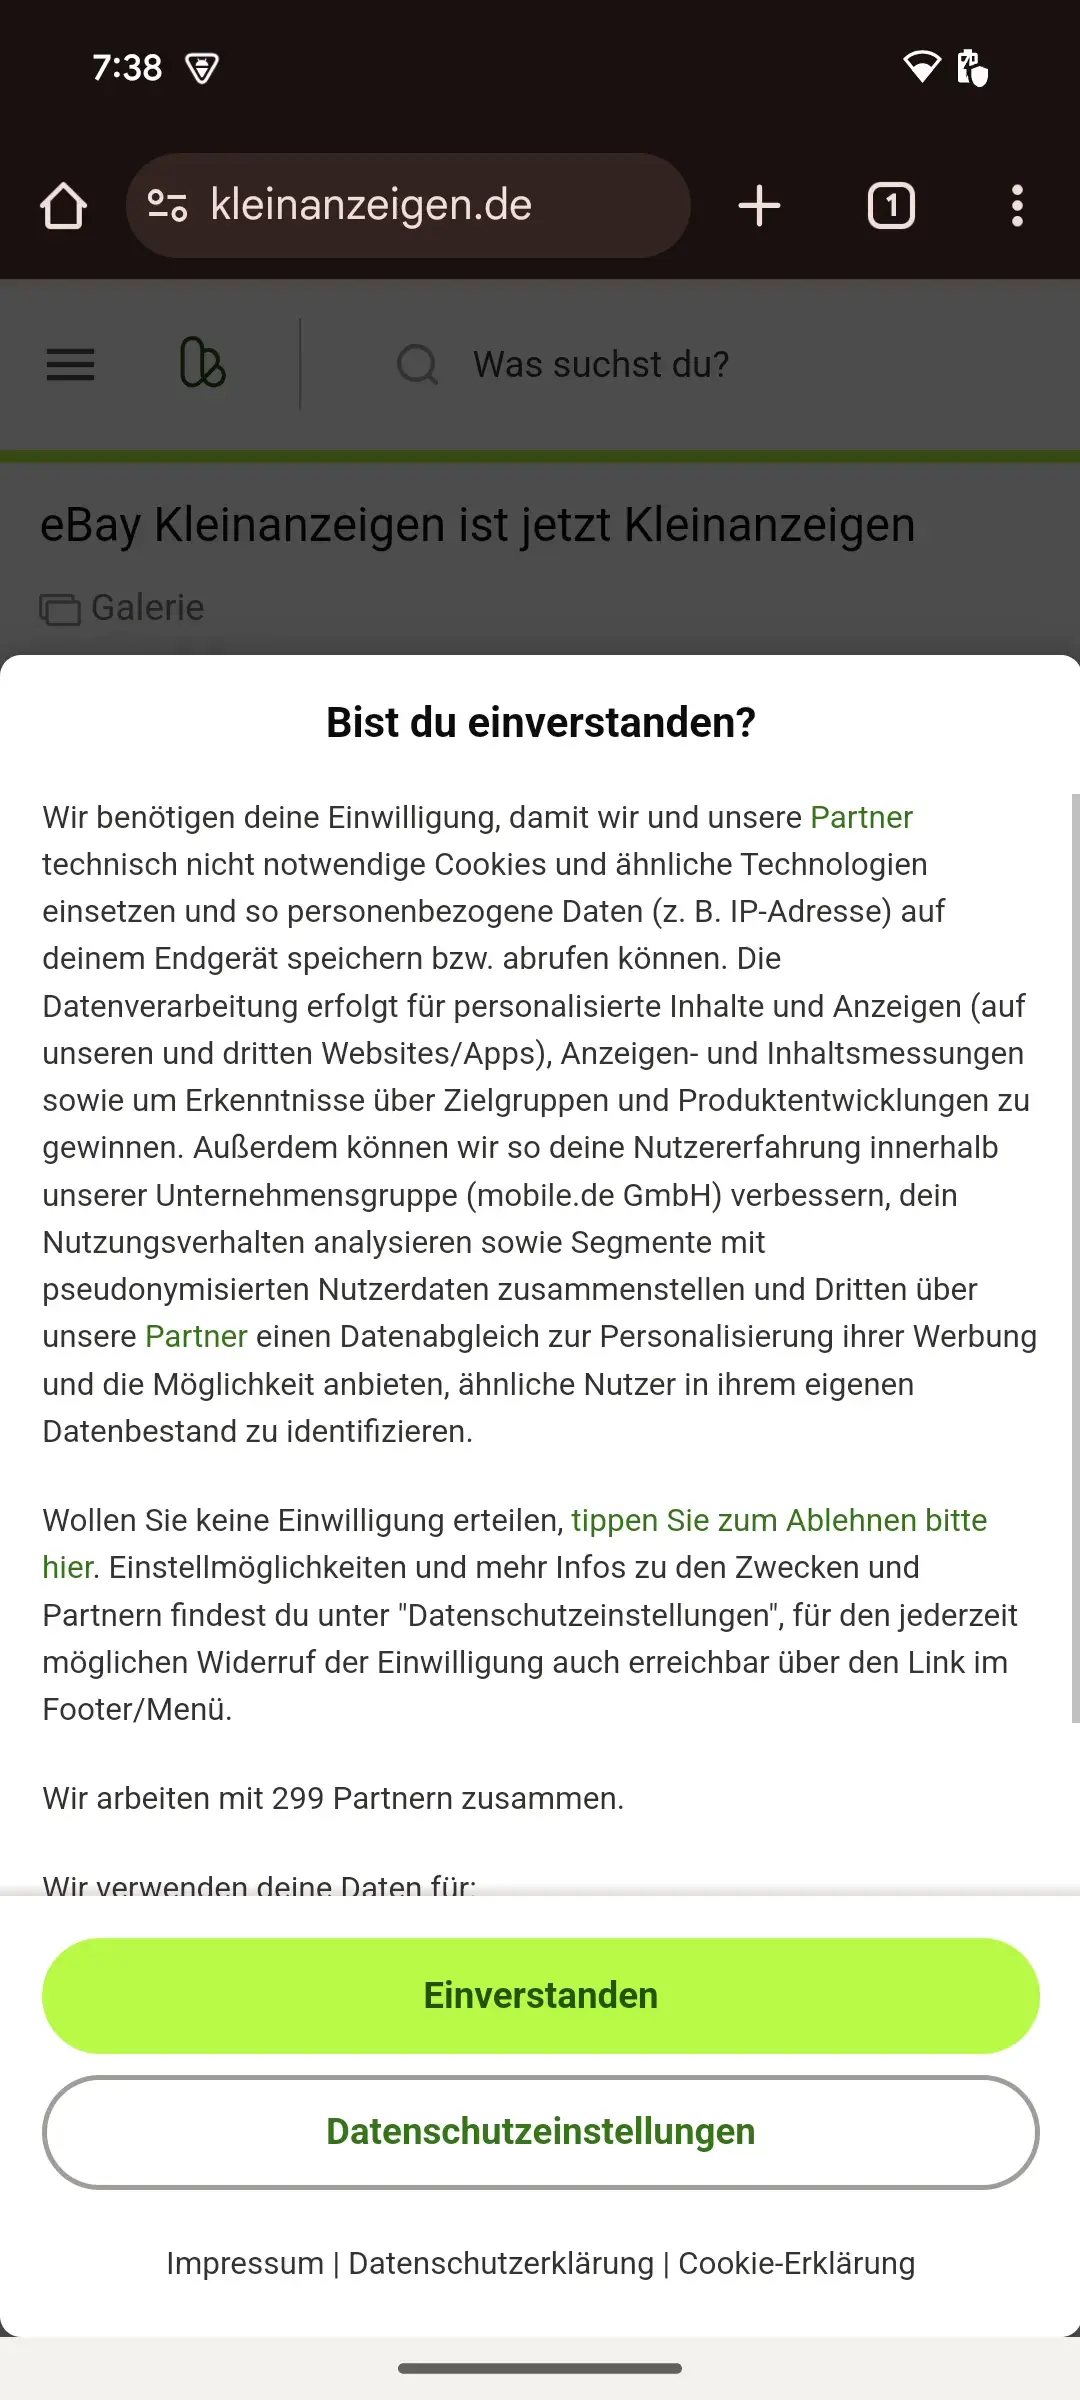 7:38
kleinanzeigen.de
1
Was suchst du?
eBay Kleinanzeigen ist jetzt Kleinanzeigen
Galerie
Bist du einverstanden?
Wir benötigen deine Einwilligung, damit wir und unsere Partner
technisch nicht notwendige Cookies und ähnliche Technologien
einsetzen und so personenbezogene Daten (z. B. IP-Adresse) auf
deinem Endgerät speichern bzw. abrufen können. Die
Datenverarbeitung erfolgt für personalisierte Inhalte und Anzeigen (auf
unseren und dritten Websites/Apps), Anzeigen- und Inhaltsmessungen
sowie um Erkenntnisse über Zielgruppen und Produktentwicklungen zu
gewinnen. Außerdem können wir so deine Nutzererfahrung innerhalb
unserer Unternehmensgruppe (mobile.de GmbH) verbessern, dein
Nutzungsverhalten analysieren sowie Segmente mit
pseudonymisierten Nutzerdaten zusammenstellen und Dritten über
unsere Partner einen Datenabgleich zur Personalisierung ihrer Werbung
und die Möglichkeit anbieten, ähnliche Nutzer in ihrem eigenen
Datenbestand zu identifizieren.
Wollen Sie keine Einwilligung erteilen, tippen Sie zum Ablehnen bitte
hier. Einstellmöglichkeiten und mehr Infos zu den Zwecken und
Partnern findest du unter "Datenschutzeinstellungen", für den jederzeit
möglichen Widerruf der Einwilligung auch erreichbar über den Link im
Footer/Menü.
Wir arbeiten mit 299 Partnern zusammen.
Wir verwenden deine Daten für:
Einverstanden
Datenschutzeinstellungen
Impressum | Datenschutzerklärung | Cookie-Erklärung